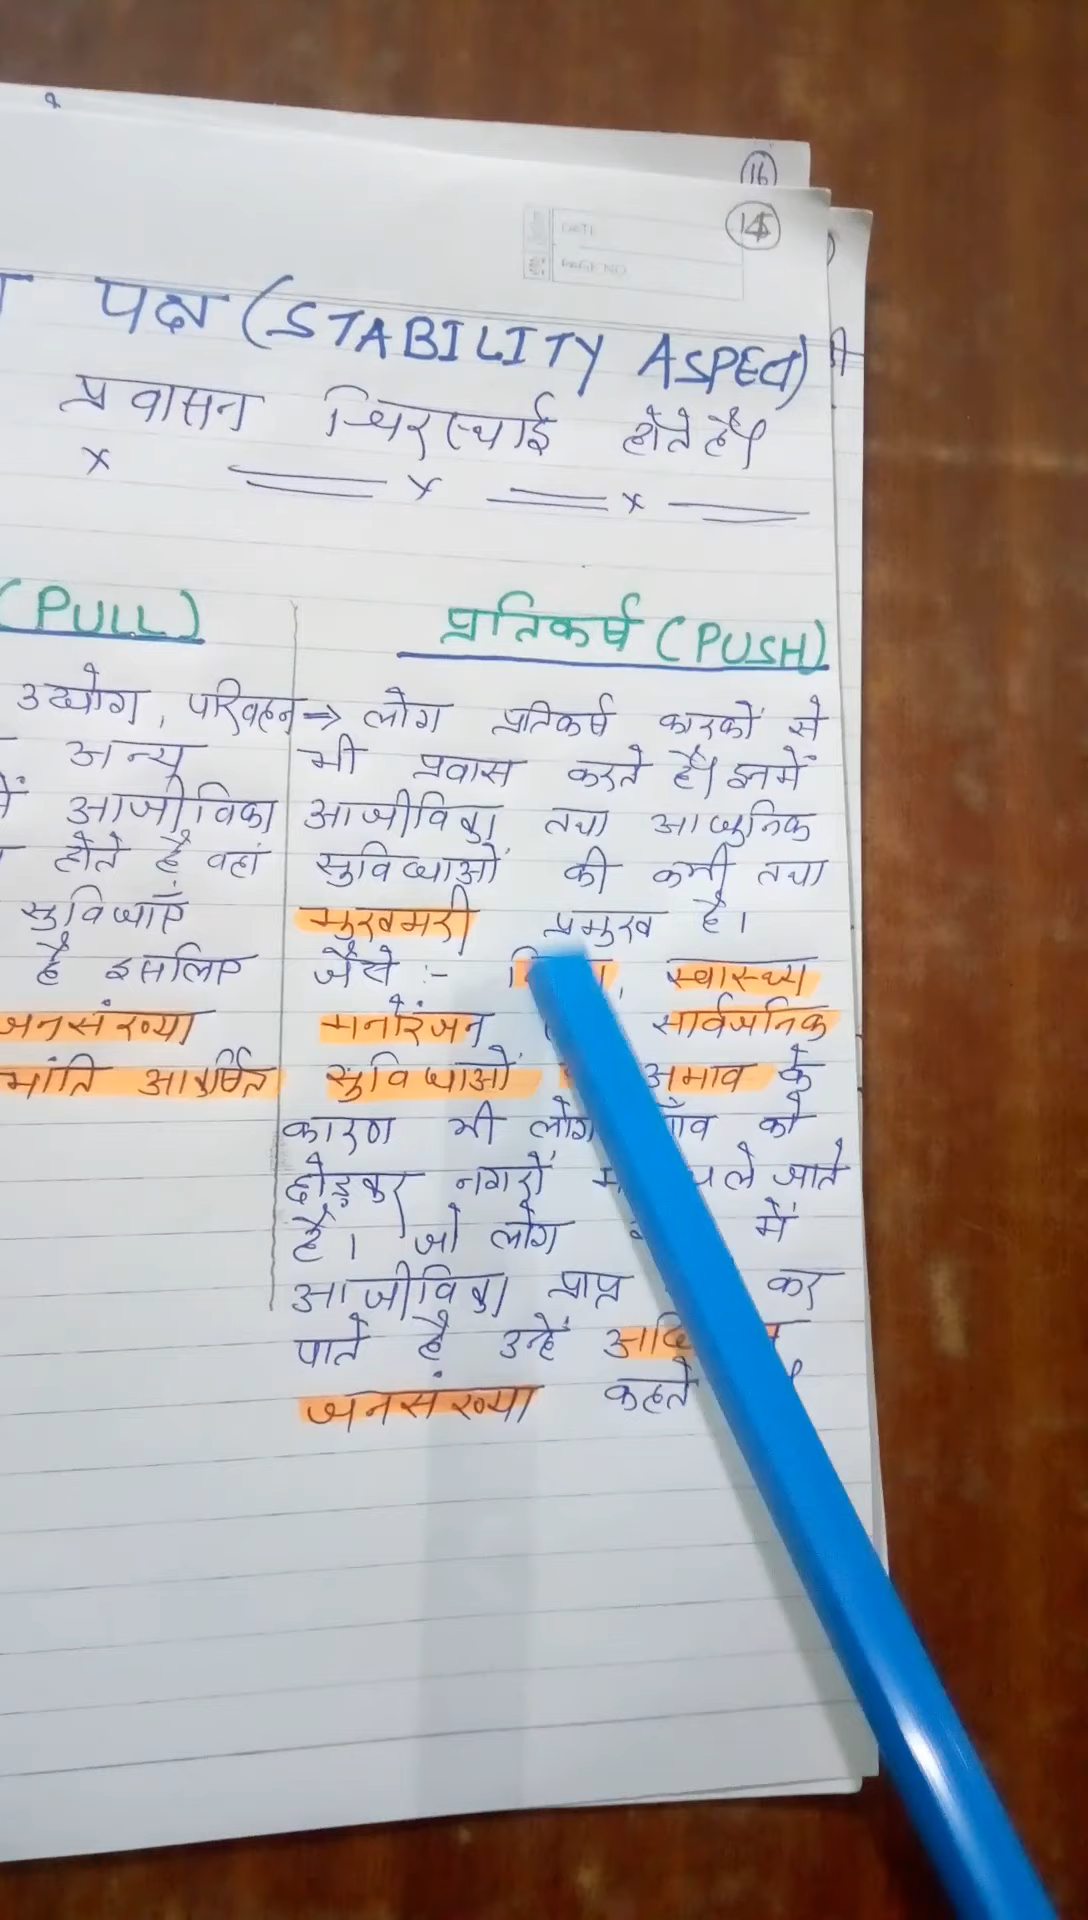 16
15
DATE
PAGE NO
पक्ष (STABILITY ASPECT)
प्रवासन चिरस्थाई होते है।
(PULL)
उद्योग, परिवहन
अन्य
आजीविका
होते है वहां
सुविधाएँ
है इसलिए
जनसंख्या
भांति आकर्षित
प्रतिकर्ष (PUSH)
→ लोग प्रतिकर्ष कारकों से
भी प्रवास करते है। इनमें
आजीविका तथा आधुनिक
सुविधाओं की कमी तथा
भुखमरी प्रमुख है।
जैसे :- स्वास्थ्य
मनोरंजन सार्वजनिक
सुविधाओं अभाव के
कारण भी लोग को
छोड़कर नगरों चले जाते
है। जो लोग में
आजीविका प्राप्त कर
पाते है उन्हें
जनसंख्या कहते